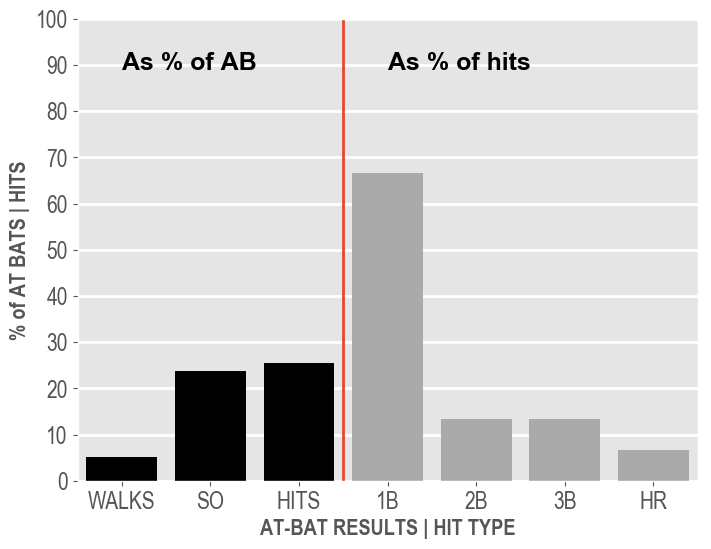 As % of AB
As % of hits
% of AT BATS | HITS
100
90
80
70
60
50
40
30
20
10
0
WALKS SO HITS 1B 2B 3B HR
AT-BAT RESULTS | HIT TYPE